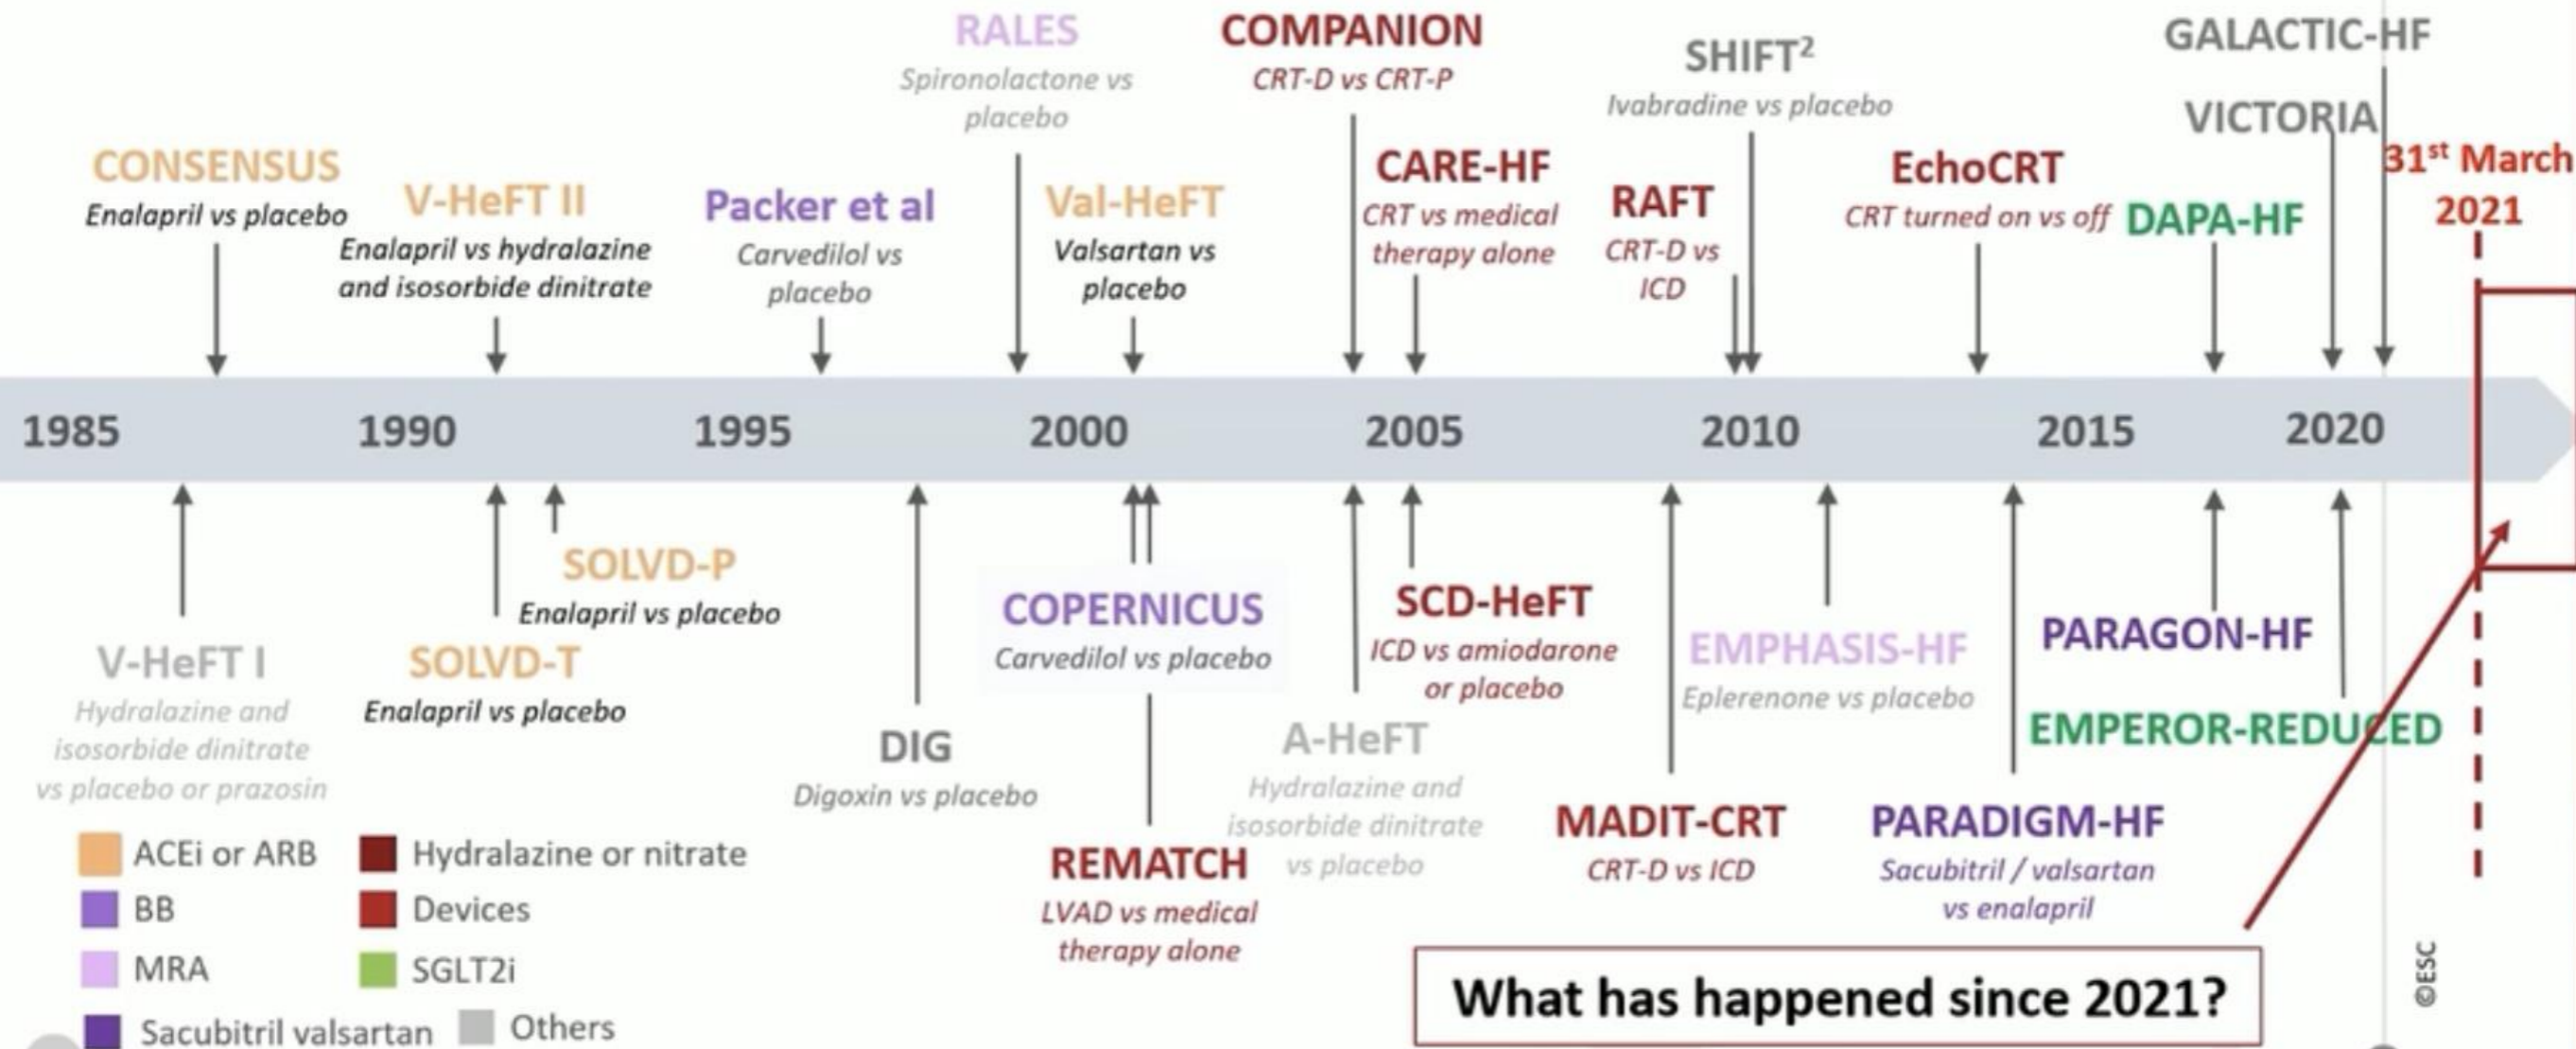 RALES
Spironolactone vs
placebo
COMPANION
CRT-D vs CRT-P
SHIFT²
Ivabradine vs placebo
GALACTIC-HF
VICTORIA
31st March
2021
CONSENSUS
Enalapril vs placebo
V-HeFT II
Enalapril vs hydralazine
and isosorbide dinitrate
Packer et al
Carvedilol vs
placebo
Val-HeFT
Valsartan vs
placebo
CARE-HF
CRT vs medical
therapy alone
RAFT
CRT-D vs
ICD
EchoCRT
CRT turned on vs off
DAPA-HF
1985 1990 1995 2000 2005 2010 2015 2020
V-HeFT I
Hydralazine and
isosorbide dinitrate
vs placebo or prazosin
SOLVD-P
Enalapril vs placebo
SOLVD-T
Enalapril vs placebo
DIG
Digoxin vs placebo
COPERNICUS
Carvedilol vs placebo
REMATCH
LVAD vs medical
therapy alone
A-HeFT
Hydralazine and
isosorbide dinitrate
vs placebo
SCD-HeFT
ICD vs amiodarone
or placebo
MADIT-CRT
CRT-D vs ICD
EMPHASIS-HF
Eplerenone vs placebo
PARADIGM-HF
Sacubitril / valsartan
vs enalapril
PARAGON-HF
EMPEROR-REDUCED
ACEi or ARB
BB
MRA
Sacubitril valsartan
Hydralazine or nitrate
Devices
SGLT2i
Others
What has happened since 2021?
©ESC